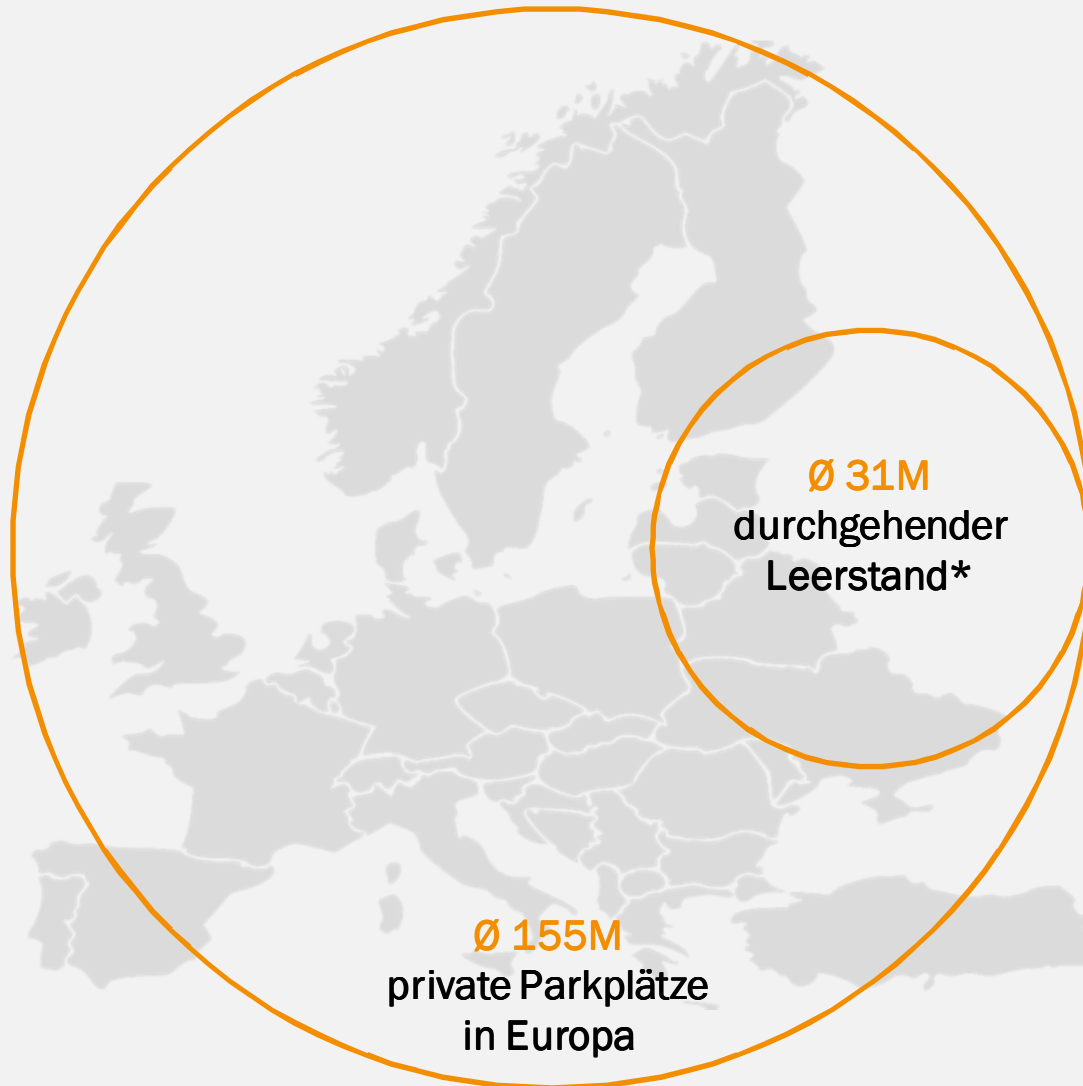 Ø 31M
durchgehender
Leerstand*
Ø 155M
private Parkplätze
in Europa